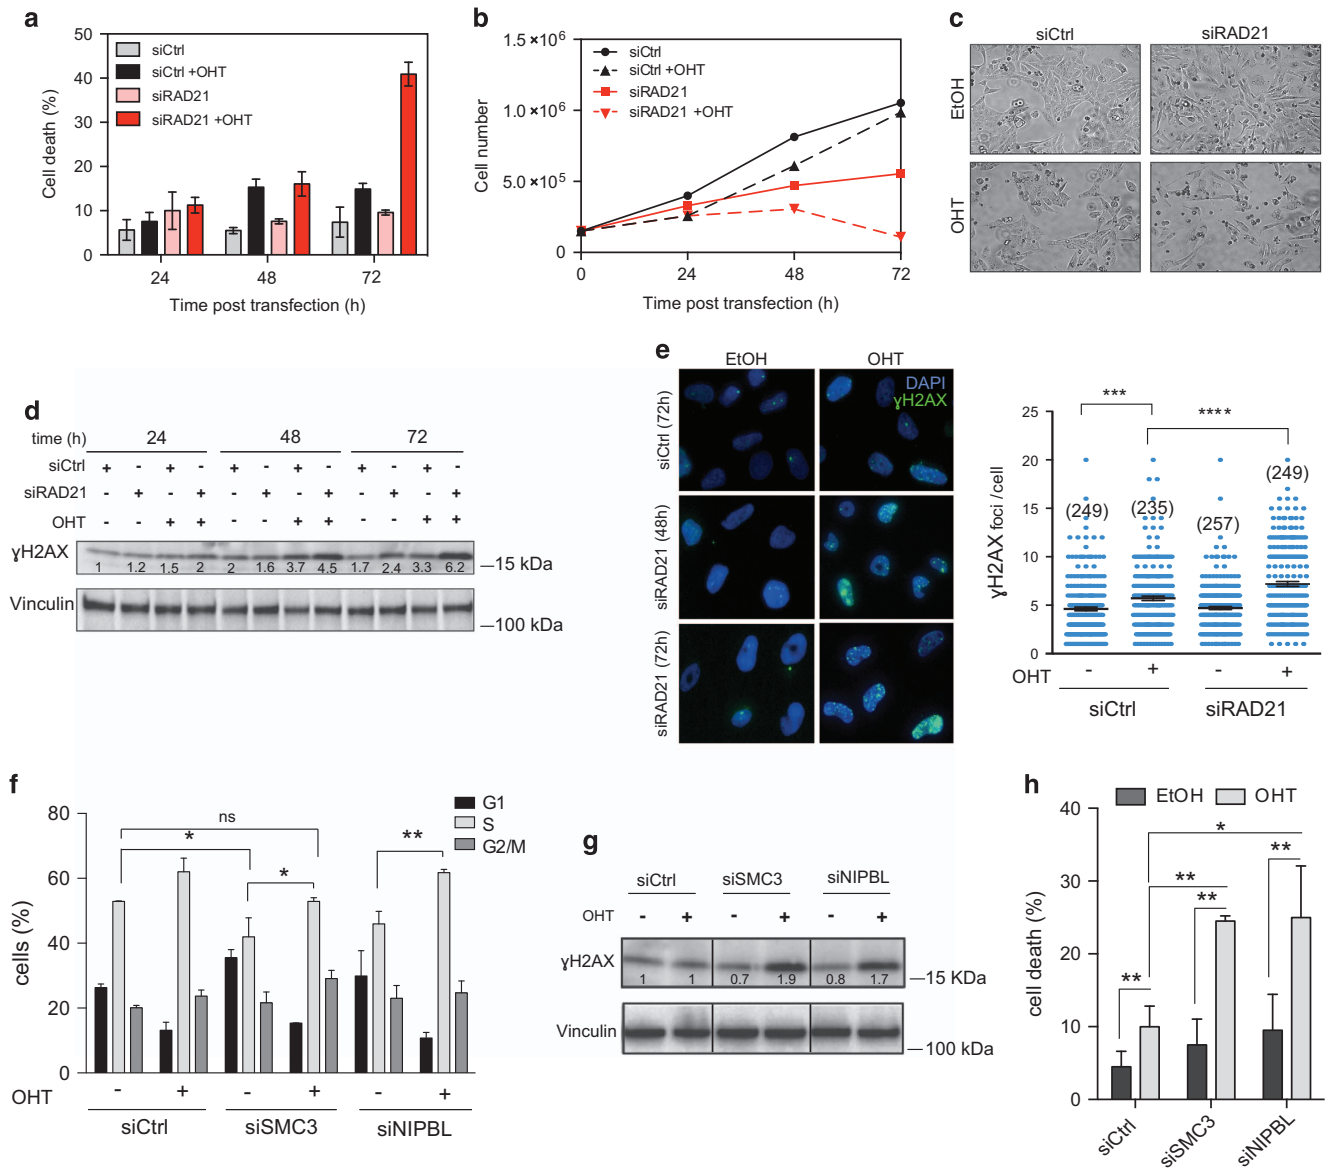 a
50
40
30
20
10
0
Cell death (%)
siCtrl
siCtrl +OHT
siRAD21
siRAD21 +OHT
24 48 72
Time post transfection (h)
b
1.5 ×10⁶
1.0 ×10⁶
5.0 ×10⁵
0
Cell number
siCtrl
siCtrl +OHT
siRAD21
siRAD21 +OHT
0 24 48 72
Time post transfection (h)
c
siCtrl siRAD21
EtOH
OHT
d
time (h) 24 48 72
siCtrl + - + - + - + - + - + -
siRAD21 - + - + - + - + - + - +
OHT - - + + - - + + - - + +
ɣH2AX
1 1.2 1.5 2 2 1.6 3.7 4.5 1.7 2.4 3.3 6.2
—15 kDa
Vinculin
—100 kDa
e
EtOH OHT
DAPI
ɣH2AX
siCtrl (72h)
siRAD21 (48h)
siRAD21 (72h)
25
20
15
10
5
0
ɣH2AX foci /cell
***
****
(249) (235) (257) (249)
OHT - + - +
siCtrl siRAD21
f
80
60
40
20
0
cells (%)
G1
S
G2/M
ns
*
*
**
OHT - + - + - +
siCtrl siSMC3 siNIPBL
g
siCtrl siSMC3 siNIPBL
OHT - + - + - +
ɣH2AX
1 1 0.7 1.9 0.8 1.7
—15 KDa
Vinculin
—100 kDa
h
EtOH OHT
40
30
20
10
0
cell death (%)
*
**
**
**
**
siCtrl siSMC3 siNIPBL